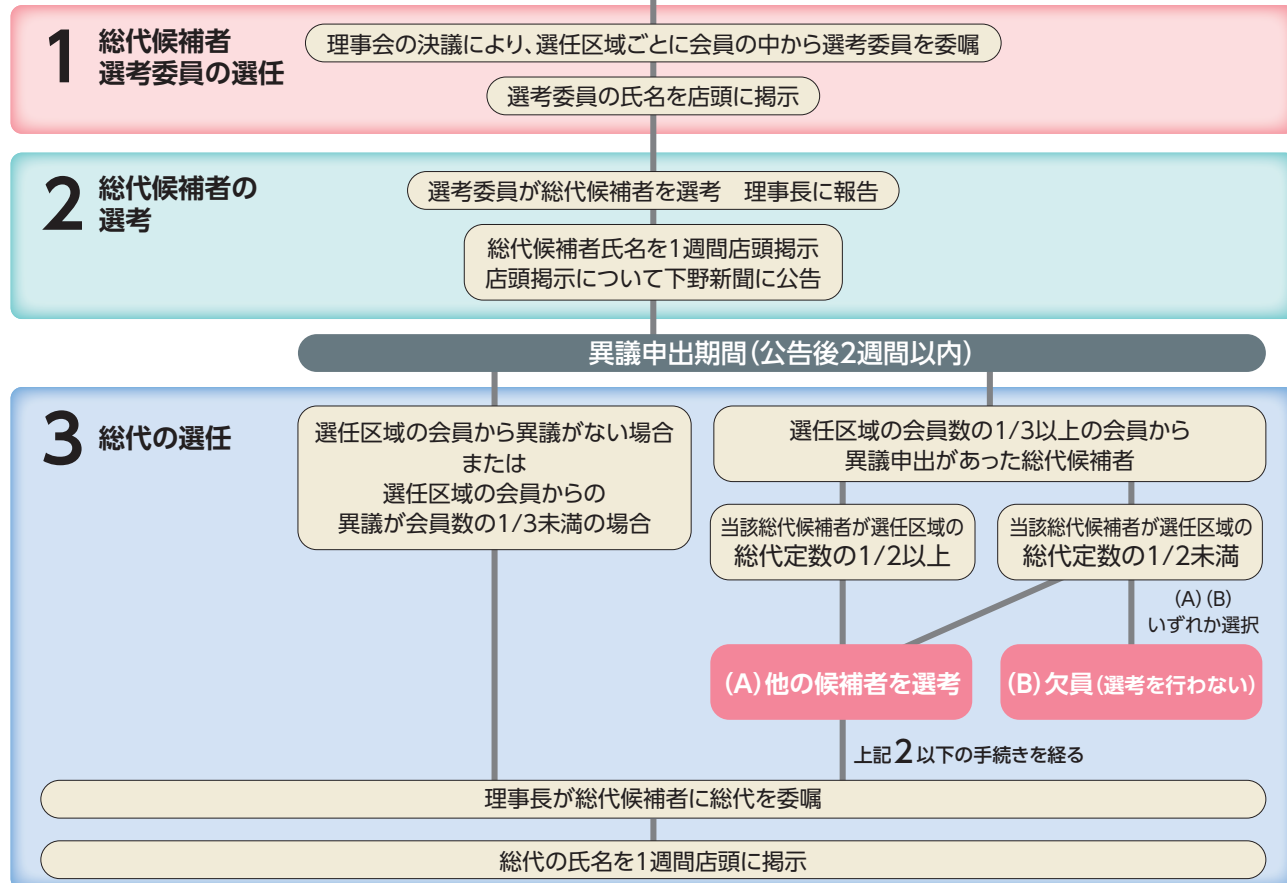 1 総代候補者
選考委員の選任
理事会の決議により、選任区域ごとに会員の中から選考委員を委嘱
選考委員の氏名を店頭に掲示
2 総代候補者の
選考
選考委員が総代候補者を選考　理事長に報告
総代候補者氏名を1週間店頭掲示
店頭掲示について下野新聞に公告
異議申出期間(公告後2週間以内)
3 総代の選任
選任区域の会員から異議がない場合
または
選任区域の会員からの
異議が会員数の1/3未満の場合
選任区域の会員数の1/3以上の会員から
異議申出があった総代候補者
当該総代候補者が選任区域の
総代定数の1/2以上
当該総代候補者が選任区域の
総代定数の1/2未満
(A)(B)
いずれか選択
(A)他の候補者を選考
(B)欠員(選考を行わない)
上記2以下の手続きを経る
理事長が総代候補者に総代を委嘱
総代の氏名を1週間店頭に掲示